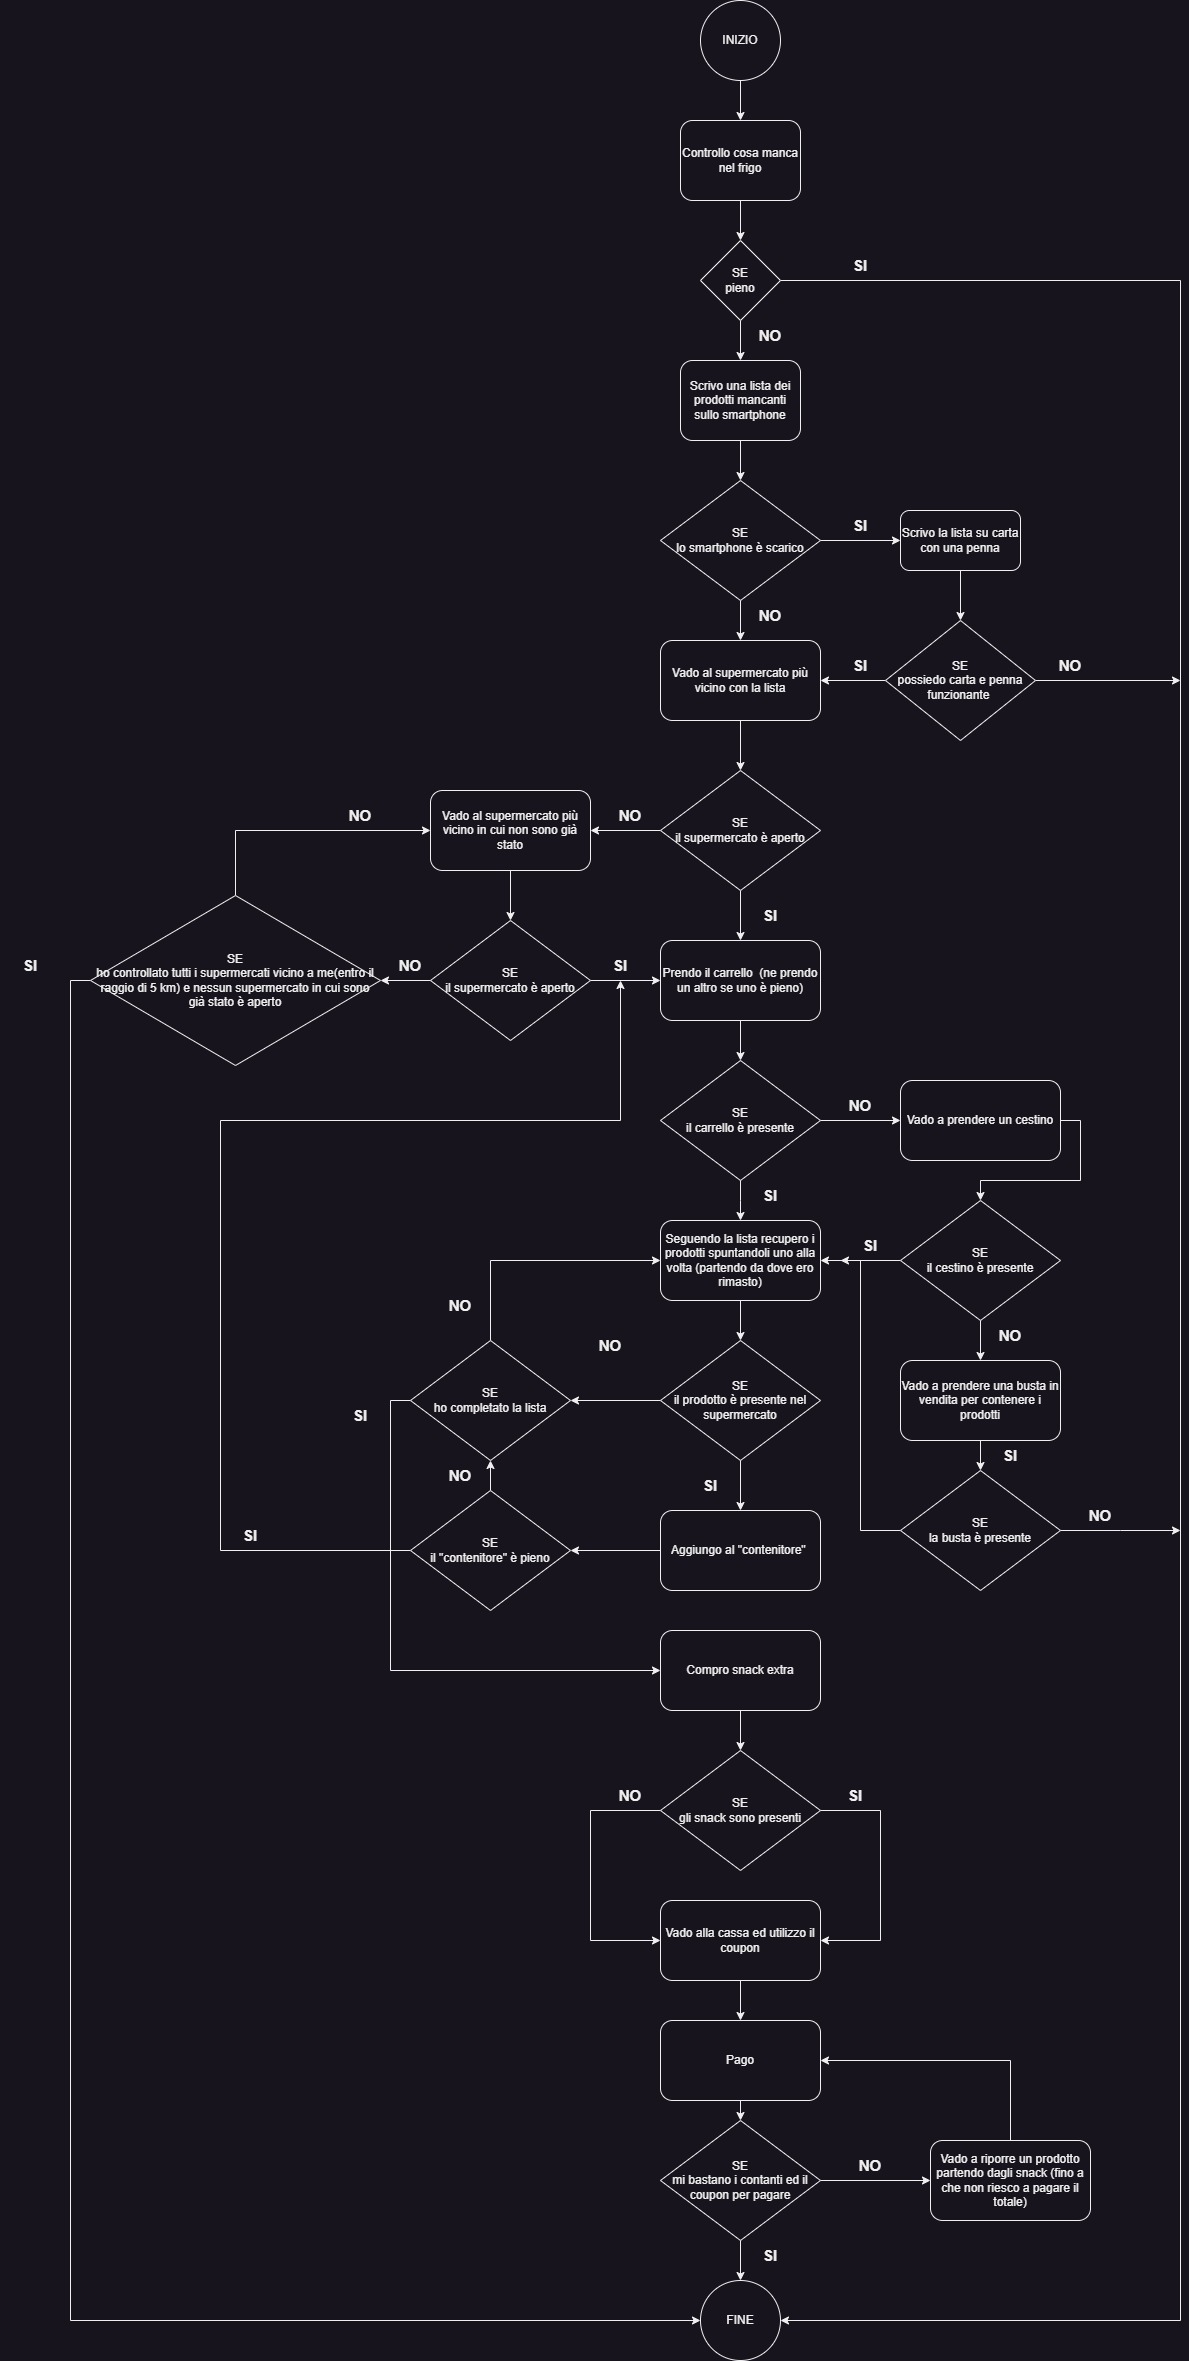 INIZIO
Controllo cosa manca
nel frigo
SE
pieno
SI
NO
Scrivo una lista dei
prodotti mancanti
sullo smartphone
SE
lo smartphone è scarico
SI
Scrivo la lista su carta
con una penna
NO
Vado al supermercato più
vicino con la lista
SI
SE
possiedo carta e penna
funzionante
NO
NO
Vado al supermercato più
vicino in cui non sono già
stato
NO
SE
il supermercato è aperto
SI
SI
SE
ho controllato tutti i supermercati vicino a me(entro il
raggio di 5 km) e nessun supermercato in cui sono
già stato è aperto
NO
SE
il supermercato è aperto
SI
Prendo il carrello (ne prendo
un altro se uno è pieno)
SE
il carrello è presente
NO
Vado a prendere un cestino
SI
Seguendo la lista recupero i
prodotti spuntandoli uno alla
volta (partendo da dove ero
rimasto)
SI
SE
il cestino è presente
NO
NO
NO
Vado a prendere una busta in
vendita per contenere i
prodotti
SI
SE
ho completato la lista
SE
il prodotto è presente nel
supermercato
SI
NO
SI
SI
SE
il "contenitore" è pieno
Aggiungo al "contenitore"
SE
la busta è presente
NO
Compro snack extra
NO
SE
gli snack sono presenti
SI
Vado alla cassa ed utilizzo il
coupon
Pago
SE
mi bastano i contanti ed il
coupon per pagare
NO
Vado a riporre un prodotto
partendo dagli snack (fino a
che non riesco a pagare il
totale)
SI
FINE